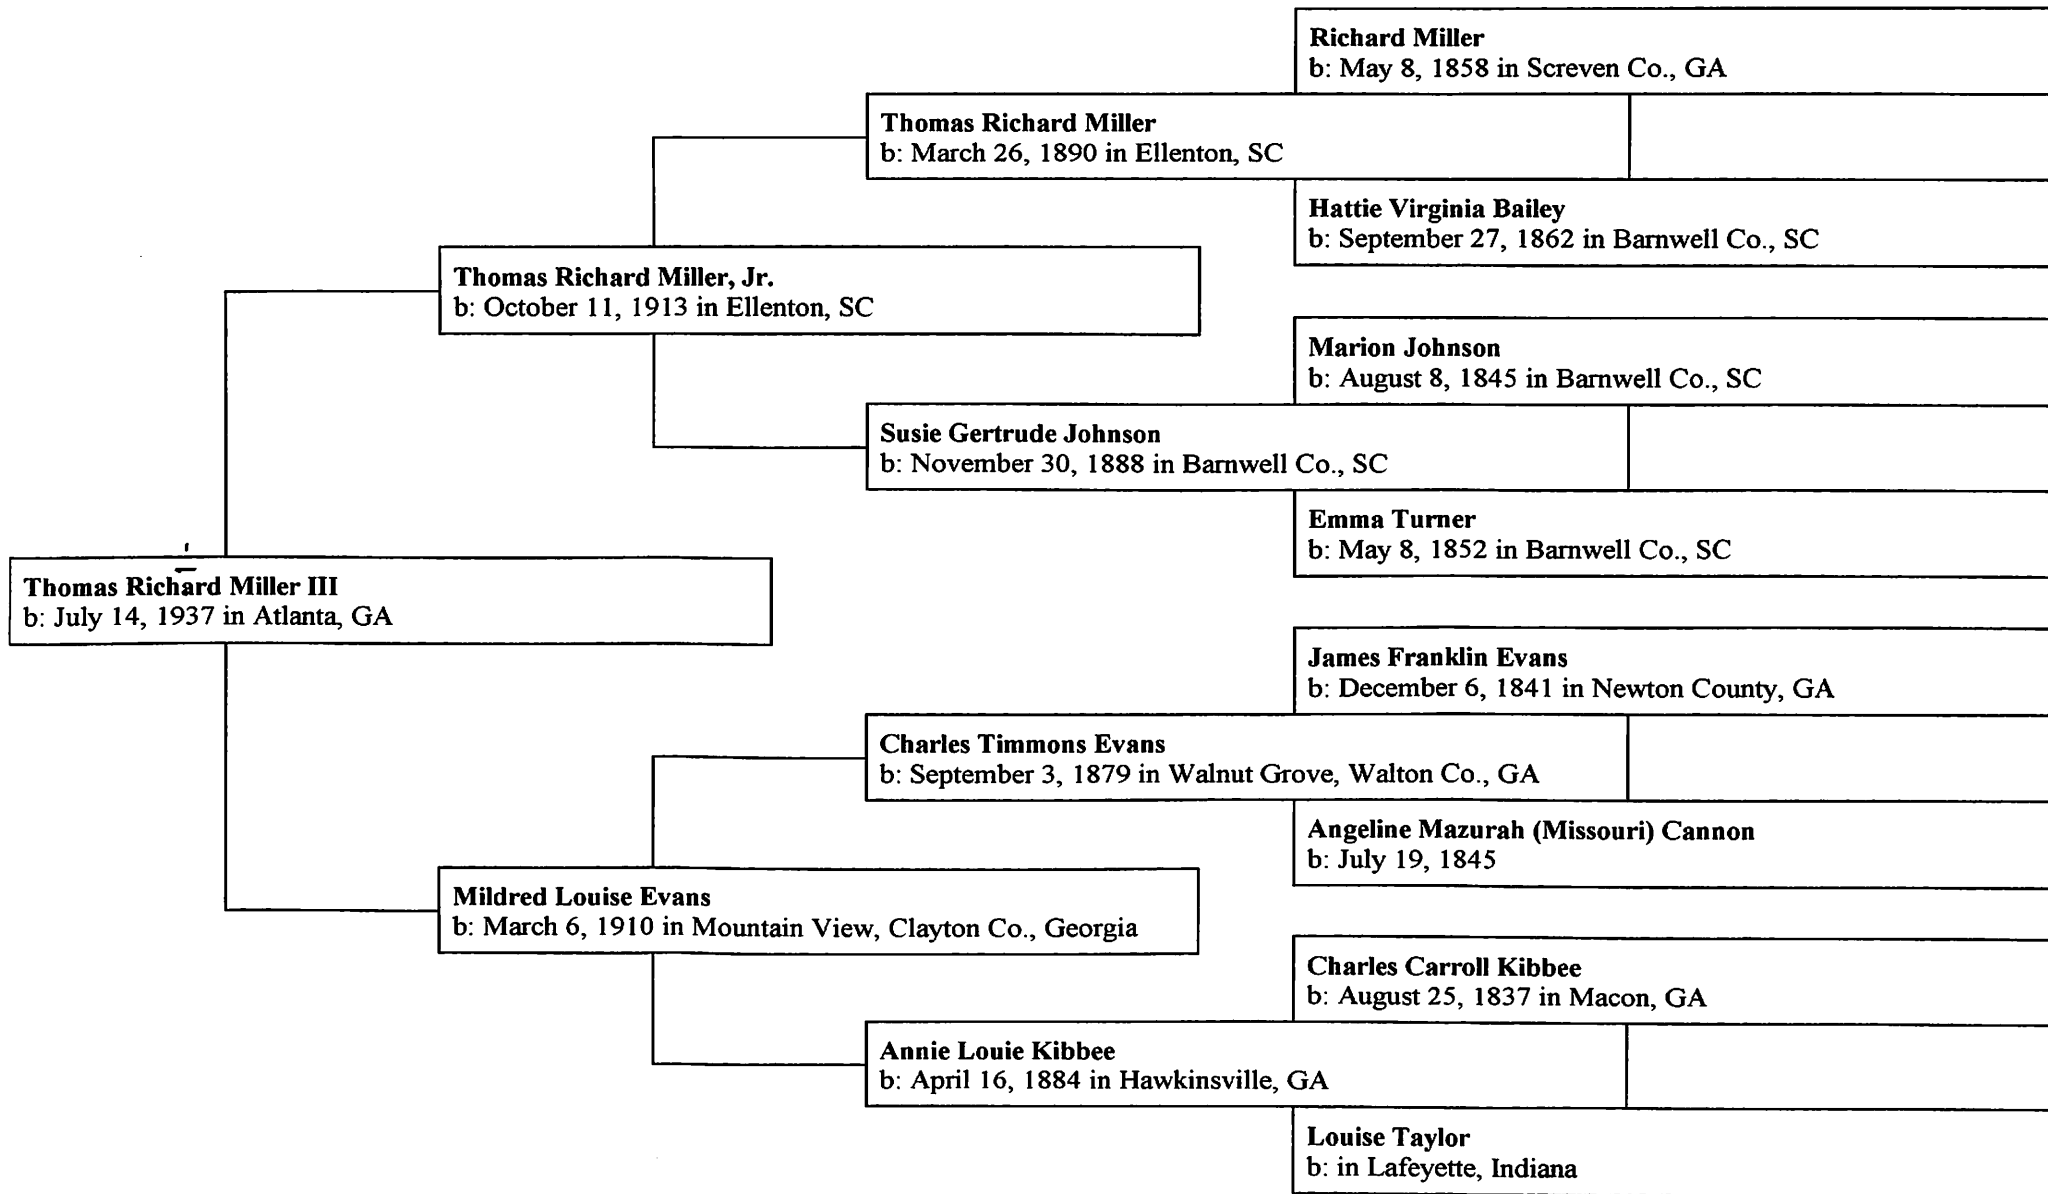 Richard Miller
b: May 8, 1858 in Screven Co., GA
Thomas Richard Miller
b: March 26, 1890 in Ellenton, SC
Hattie Virginia Bailey
b: September 27, 1862 in Barnwell Co., SC
Thomas Richard Miller, Jr.
b: October 11, 1913 in Ellenton, SC
Marion Johnson
b: August 8, 1845 in Barnwell Co., SC
Susie Gertrude Johnson
b: November 30, 1888 in Barnwell Co., SC
Emma Turner
b: May 8, 1852 in Barnwell Co., SC
Thomas Richard Miller III
b: July 14, 1937 in Atlanta, GA
James Franklin Evans
b: December 6, 1841 in Newton County, GA
Charles Timmons Evans
b: September 3, 1879 in Walnut Grove, Walton Co., GA
Angeline Mazurah (Missouri) Cannon
b: July 19, 1845
Mildred Louise Evans
b: March 6, 1910 in Mountain View, Clayton Co., Georgia
Charles Carroll Kibbee
b: August 25, 1837 in Macon, GA
Annie Louie Kibbee
b: April 16, 1884 in Hawkinsville, GA
Louise Taylor
b: in Lafeyette, Indiana